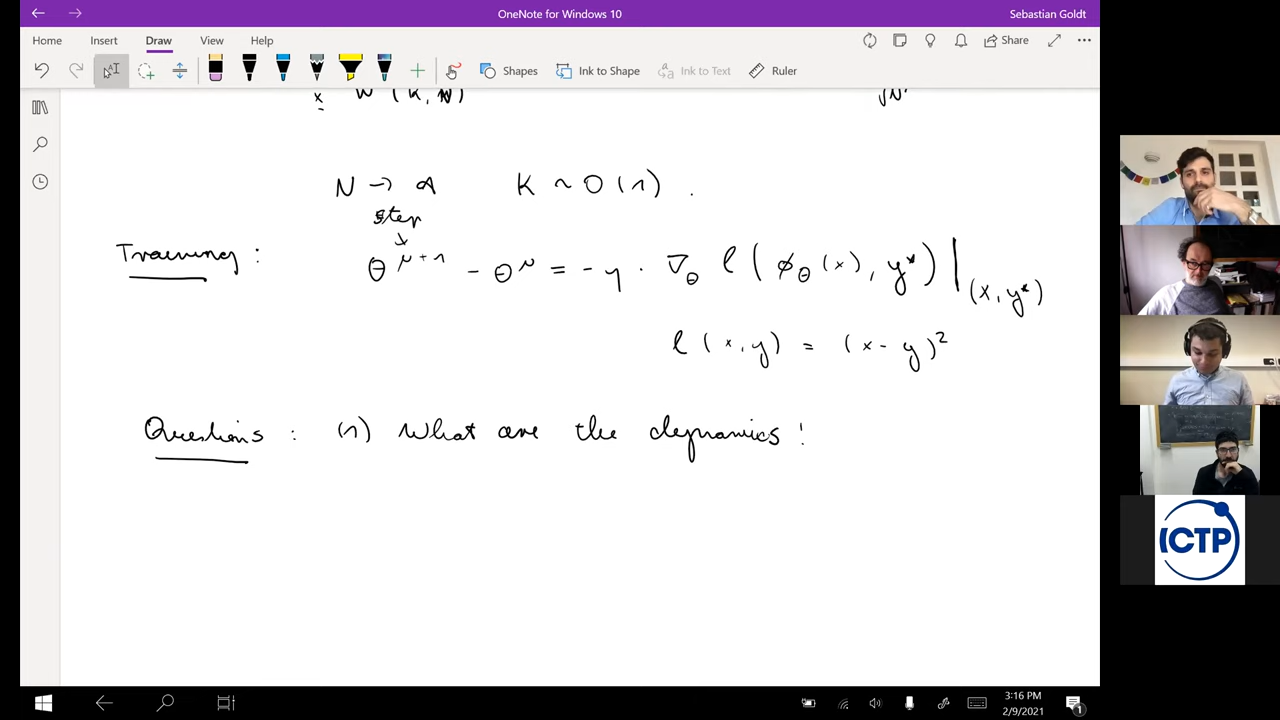 OneNote for Windows 10
Sebastian Goldt
Home Insert Draw View Help
Share
Shapes Ink to Shape Ink to Text Ruler
x W (K, N)
√N
N → ∞ K ~ O(1) .
step
Training : θ^{μ+1} - θ^μ = - η · ∇_θ ℓ ( ϕ_θ (x) , y* ) | (x, y*)
ℓ (x, y) = (x - y)²
Questions : (1) What are the dynamics !
ICTP
3:16 PM
2/9/2021
1